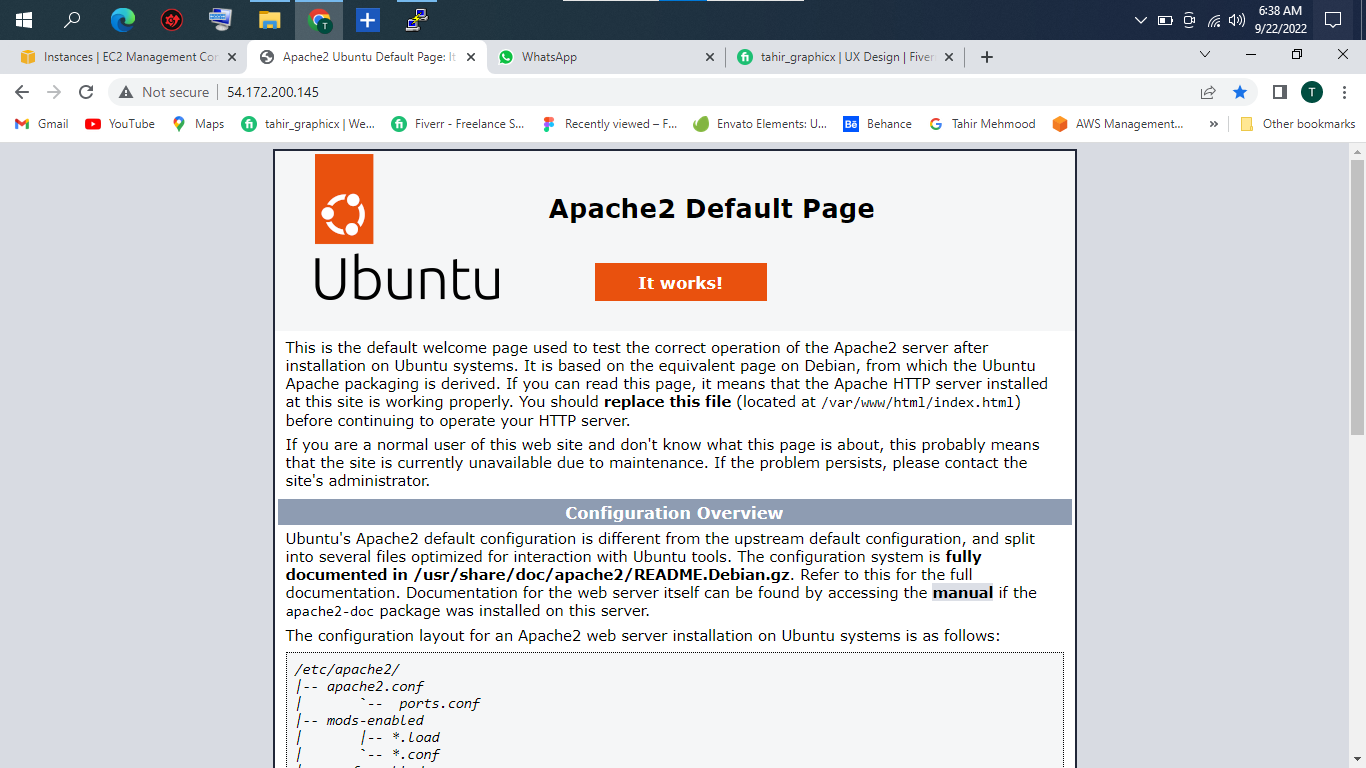 6:38 AM
9/22/2022
Instances | EC2 Management Con
Apache2 Ubuntu Default Page: It
WhatsApp
tahir_graphicx | UX Design | Fiver
Not secure
54.172.200.145
T
Gmail
YouTube
Maps
tahir_graphicx | We...
Fiverr - Freelance S...
Recently viewed – F...
Envato Elements: U...
Behance
Tahir Mehmood
AWS Management...
»
Other bookmarks
Apache2 Default Page
Ubuntu
It works!
This is the default welcome page used to test the correct operation of the Apache2 server after
installation on Ubuntu systems. It is based on the equivalent page on Debian, from which the Ubuntu
Apache packaging is derived. If you can read this page, it means that the Apache HTTP server installed
at this site is working properly. You should replace this file (located at /var/www/html/index.html)
before continuing to operate your HTTP server.
If you are a normal user of this web site and don't know what this page is about, this probably means
that the site is currently unavailable due to maintenance. If the problem persists, please contact the
site's administrator.
Configuration Overview
Ubuntu's Apache2 default configuration is different from the upstream default configuration, and split
into several files optimized for interaction with Ubuntu tools. The configuration system is fully
documented in /usr/share/doc/apache2/README.Debian.gz. Refer to this for the full
documentation. Documentation for the web server itself can be found by accessing the manual if the
apache2-doc package was installed on this server.
The configuration layout for an Apache2 web server installation on Ubuntu systems is as follows:
/etc/apache2/
|-- apache2.conf
|       `--  ports.conf
|-- mods-enabled
|       |-- *.load
|       `-- *.conf